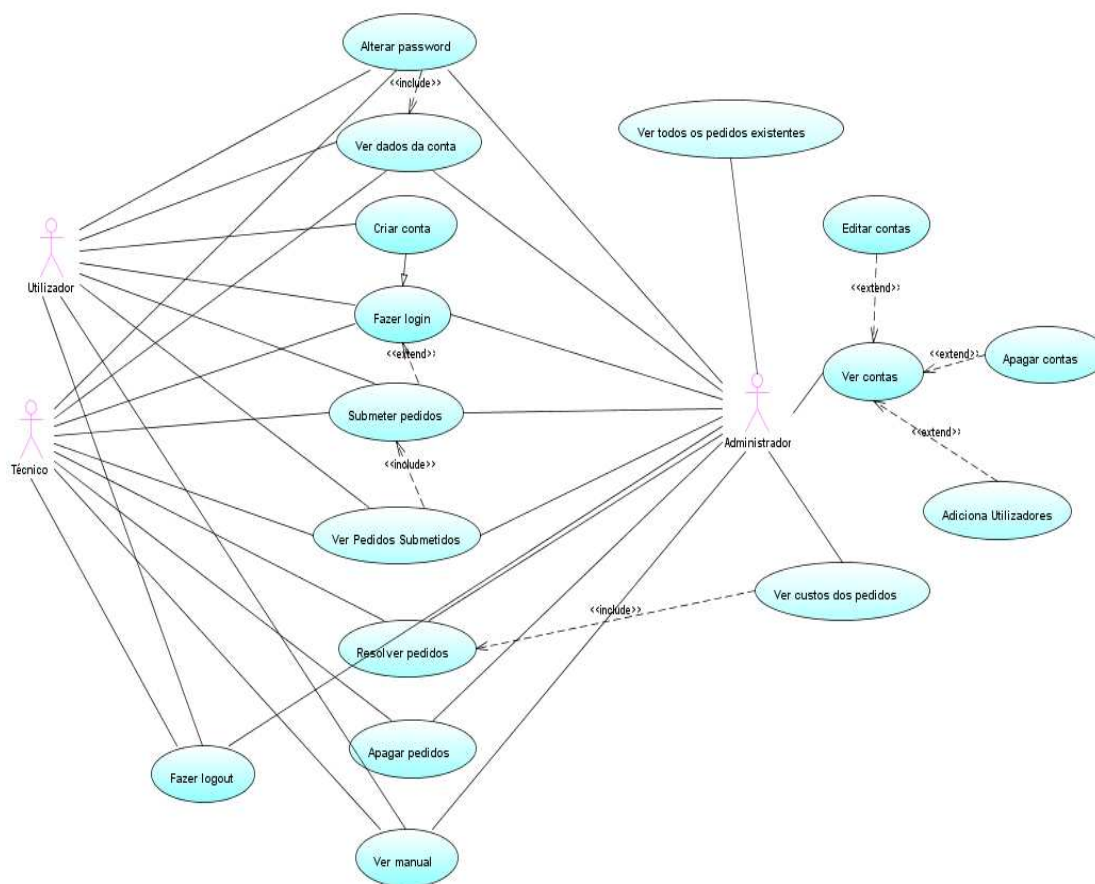 Alterar password
<<include>>
Ver todos os pedidos existentes
Ver dados da conta
Criar conta
Editar contas
Utilizador
<<extend>>
Fazer login
<<extend>>
<<extend>>
Apagar contas
Ver contas
Submeter pedidos
Administrador
<<extend>>
Técnico
<<include>>
Adiciona Utilizadores
Ver Pedidos Submetidos
Ver custos dos pedidos
<<include>>
Resolver pedidos
Apagar pedidos
Fazer logout
Ver manual